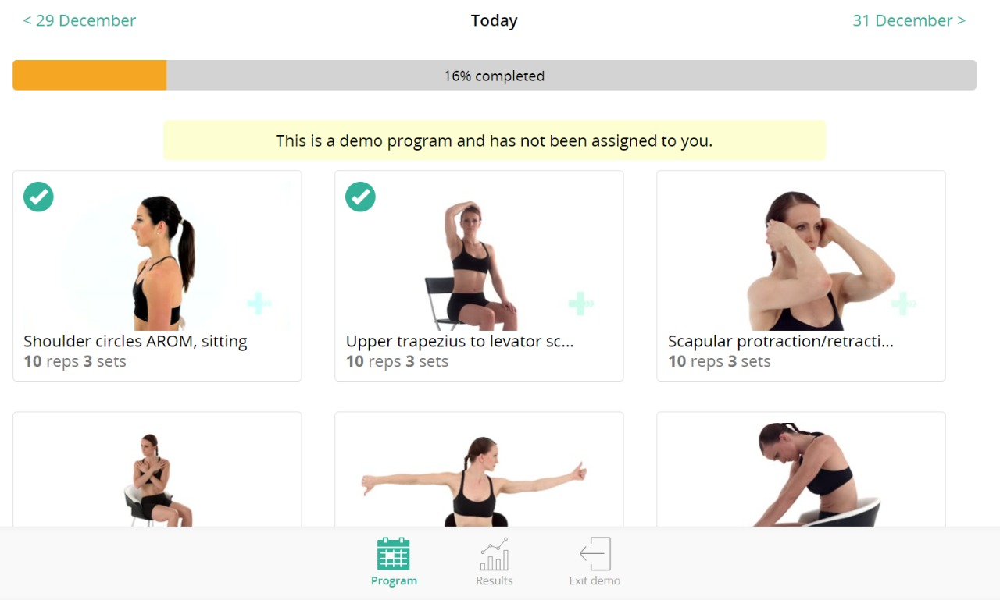 < 29 December
Today
31 December >
16% completed
This is a demo program and has not been assigned to you.
Shoulder circles AROM, sitting
10 reps 3 sets
Upper trapezius to levator sc...
10 reps 3 sets
Scapular protraction/retracti...
10 reps 3 sets
Program
Results
Exit demo